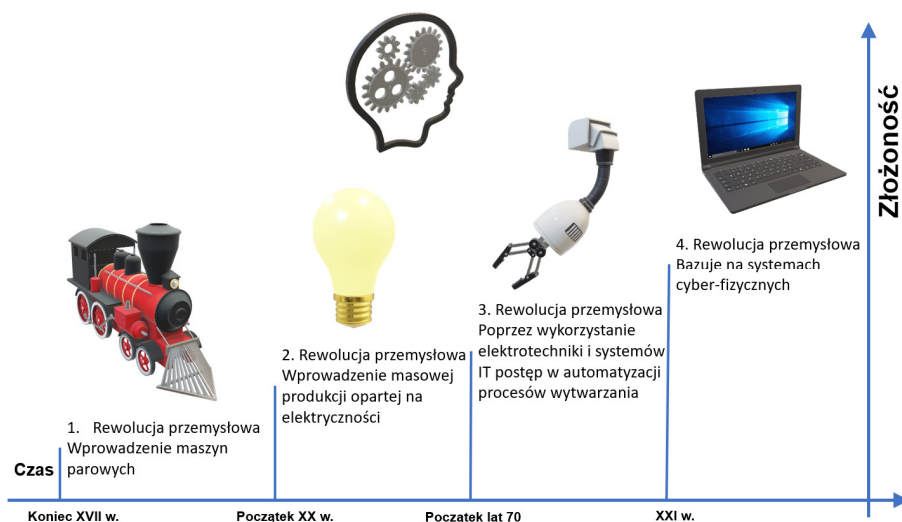 Złożoność
4. Rewolucja przemysłowa
Bazuje na systemach
cyber-fizycznych
3. Rewolucja przemysłowa
Poprzez wykorzystanie
elektrotechniki i systemów
IT postęp w automatyzacji
procesów wytwarzania
2. Rewolucja przemysłowa
Wprowadzenie masowej
produkcji opartej na
elektryczności
1. Rewolucja przemysłowa
Wprowadzenie maszyn
parowych
Czas
Koniec XVII w.
Początek XX w.
Początek lat 70
XXI w.